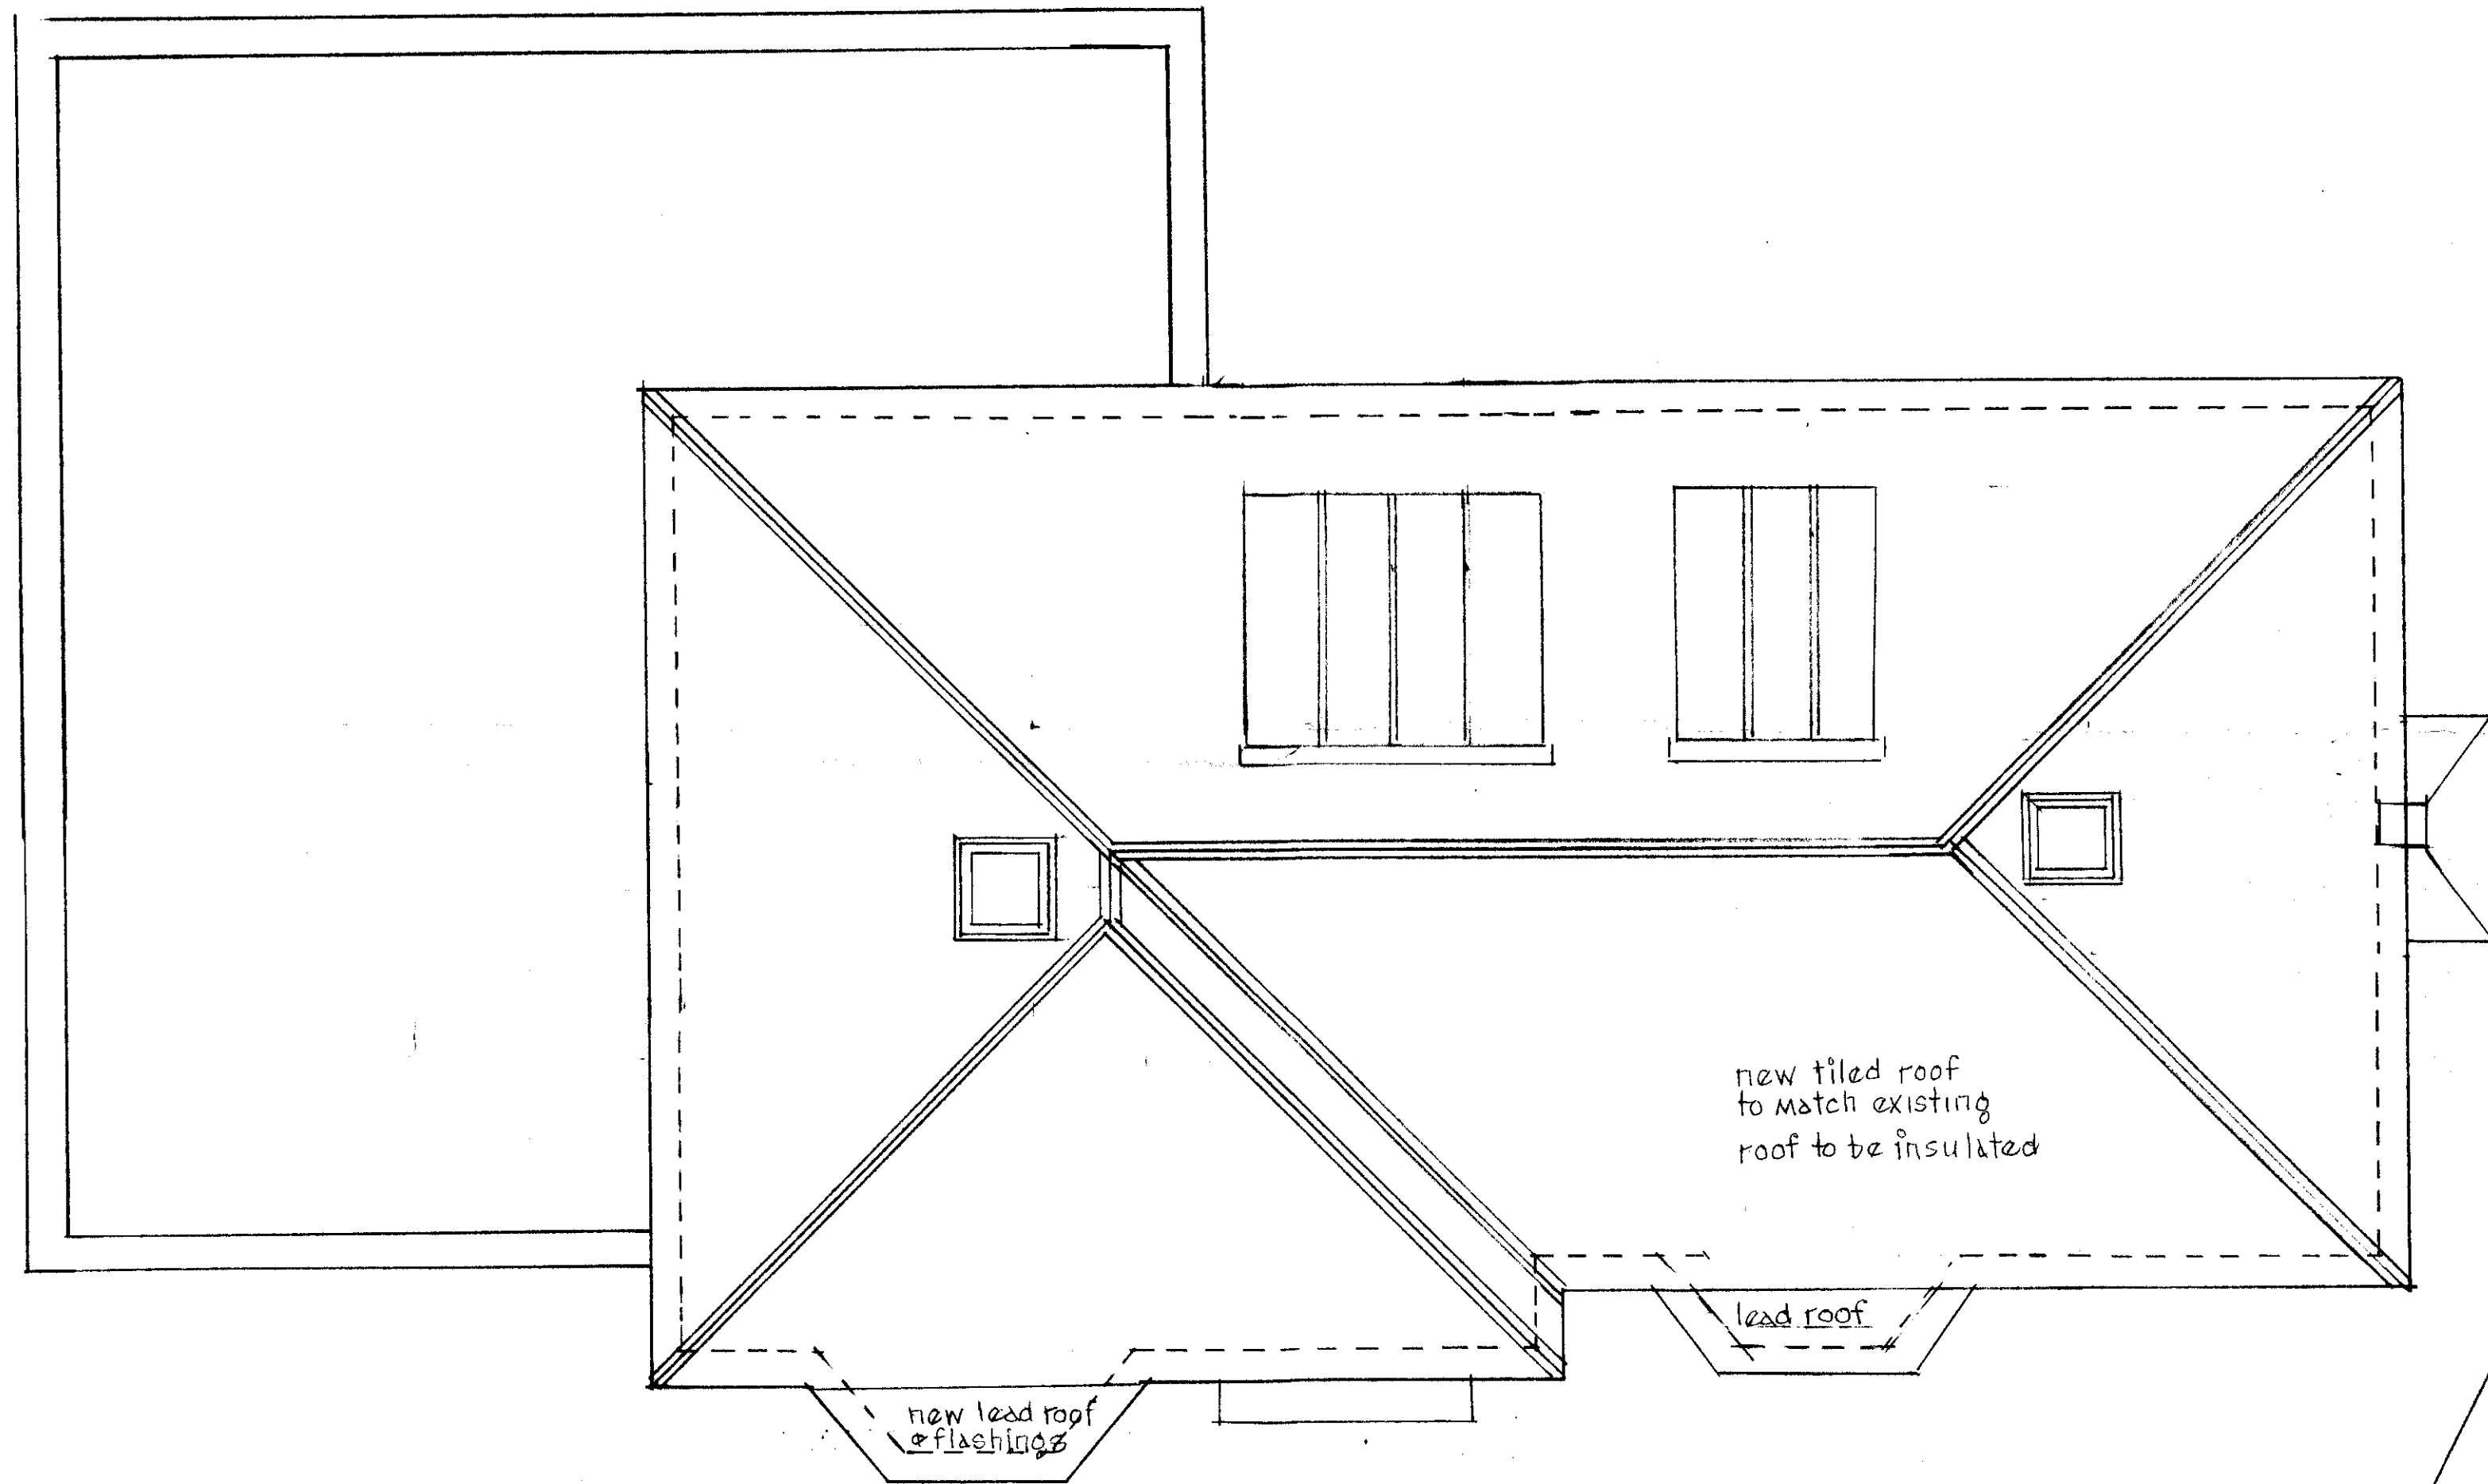 new tiled roof
to match existing
roof to be insulated
lead roof
new lead roof
& flashings